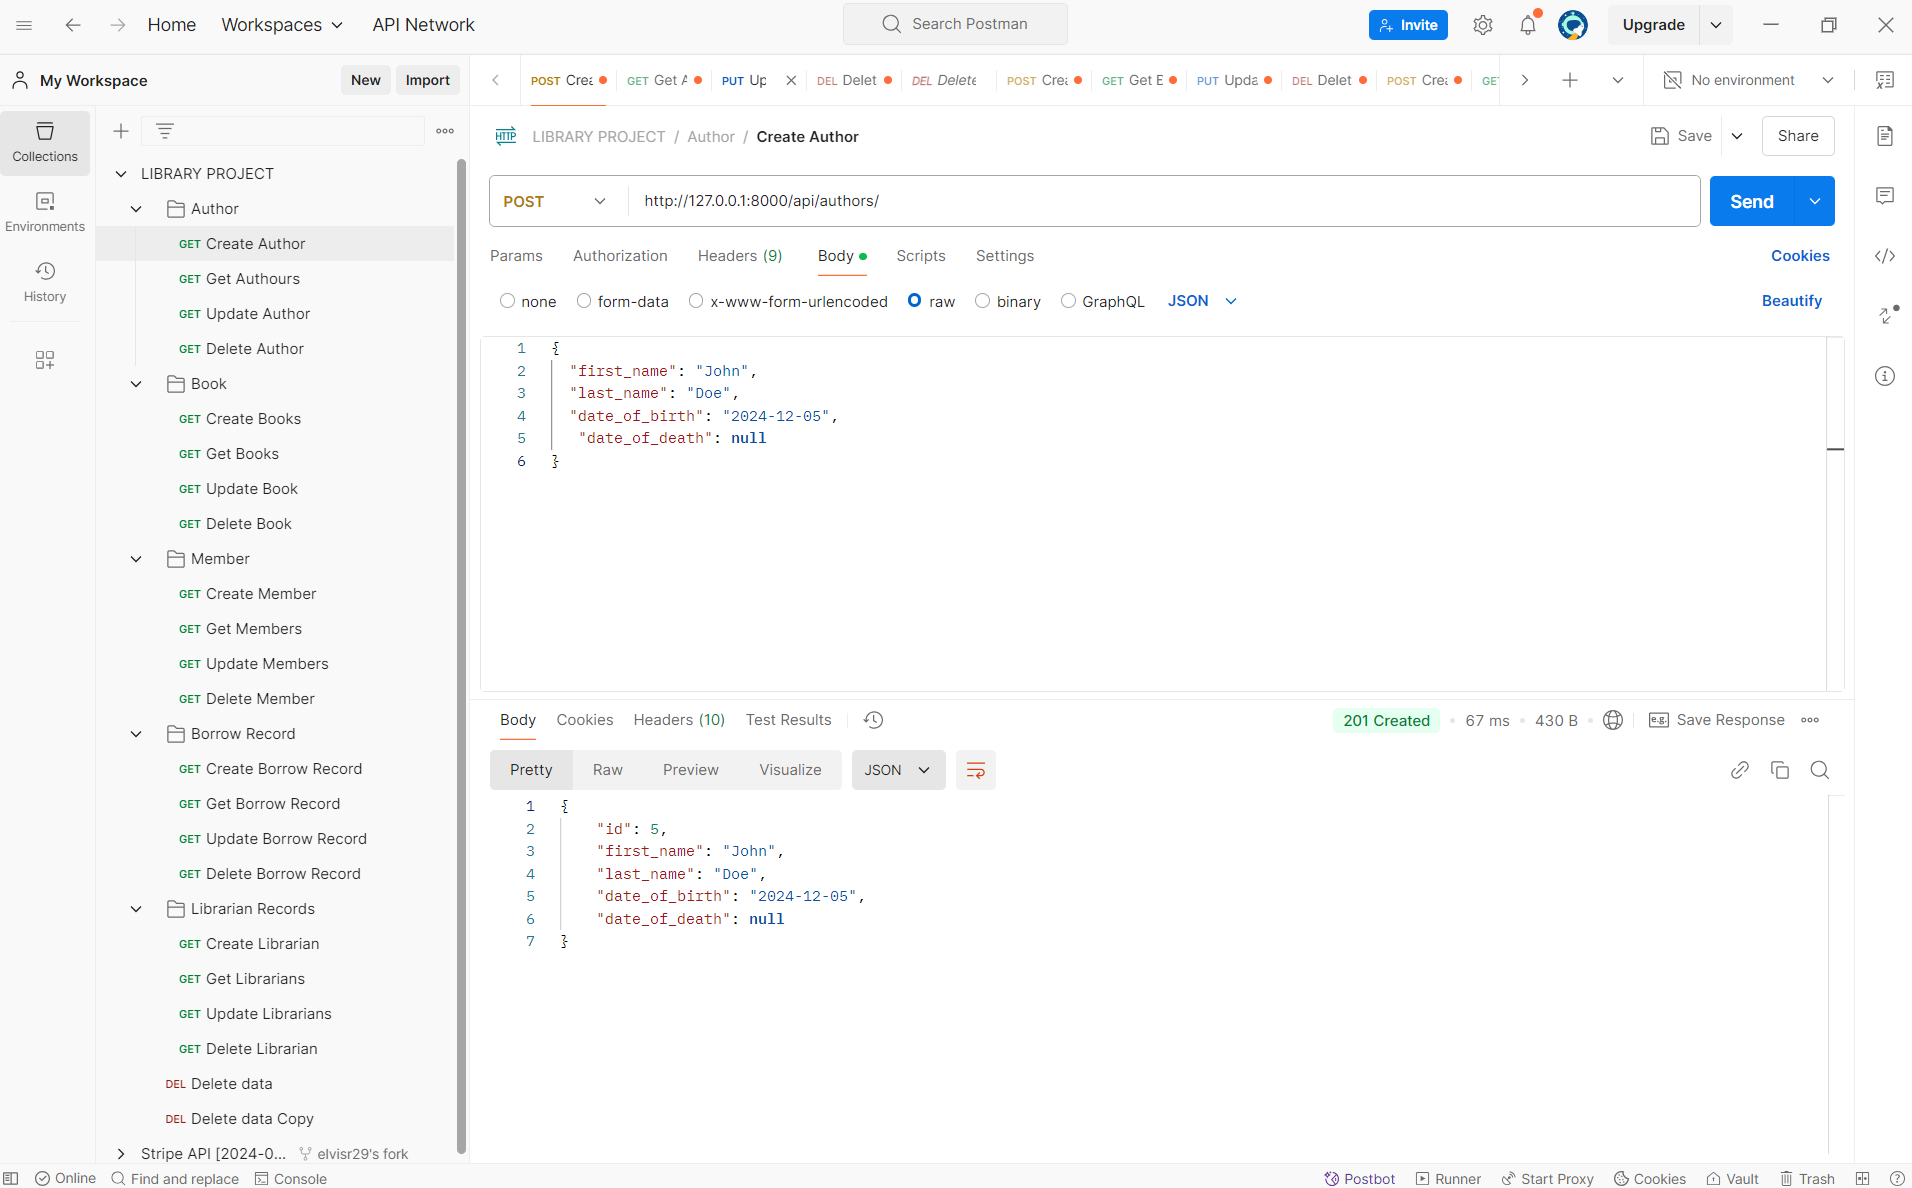 Home Workspaces API Network Search Postman Invite Upgrade
My Workspace New Import POST Crea GET Get A PUT Up DEL Delet DEL Delete POST Crea GET Get B PUT Upda DEL Delet POST Crea GET No environment
Collections
Environments
History
LIBRARY PROJECT
Author
GET Create Author
GET Get Authours
GET Update Author
GET Delete Author
Book
GET Create Books
GET Get Books
GET Update Book
GET Delete Book
Member
GET Create Member
GET Get Members
GET Update Members
GET Delete Member
Borrow Record
GET Create Borrow Record
GET Get Borrow Record
GET Update Borrow Record
GET Delete Borrow Record
Librarian Records
GET Create Librarian
GET Get Librarians
GET Update Librarians
GET Delete Librarian
DEL Delete data
DEL Delete data Copy
Stripe API [2024-0... elvisr29's fork
HTTP LIBRARY PROJECT / Author / Create Author Save Share
POST http://127.0.0.1:8000/api/authors/ Send
Params Authorization Headers (9) Body Scripts Settings Cookies
none form-data x-www-form-urlencoded raw binary GraphQL JSON Beautify
1 {
2 "first_name": "John",
3 "last_name": "Doe",
4 "date_of_birth": "2024-12-05",
5 "date_of_death": null
6 }
Body Cookies Headers (10) Test Results 201 Created 67 ms 430 B e.g. Save Response
Pretty Raw Preview Visualize JSON
1 {
2 "id": 5,
3 "first_name": "John",
4 "last_name": "Doe",
5 "date_of_birth": "2024-12-05",
6 "date_of_death": null
7 }
Online Find and replace Console Postbot Runner Start Proxy Cookies Vault Trash